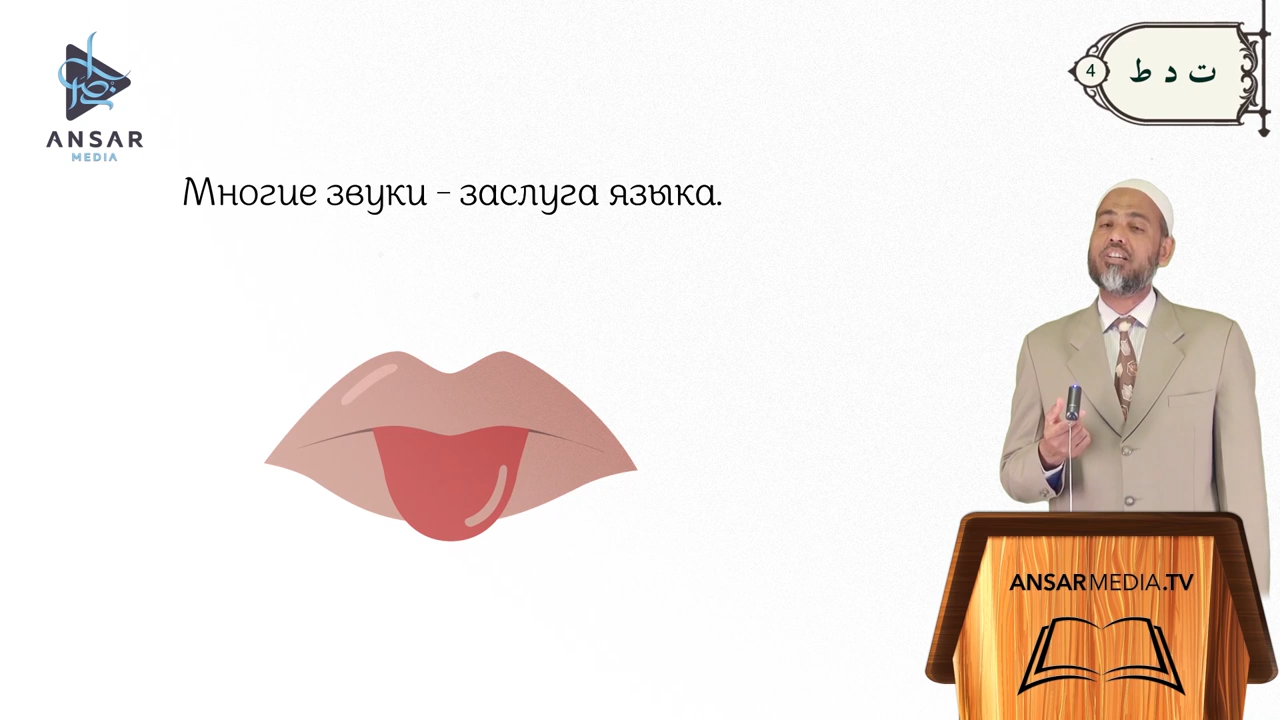 ANSAR
MEDIA
4
ت د ط
Многие звуки - заслуга языка.
ANSARMEDIA.TV